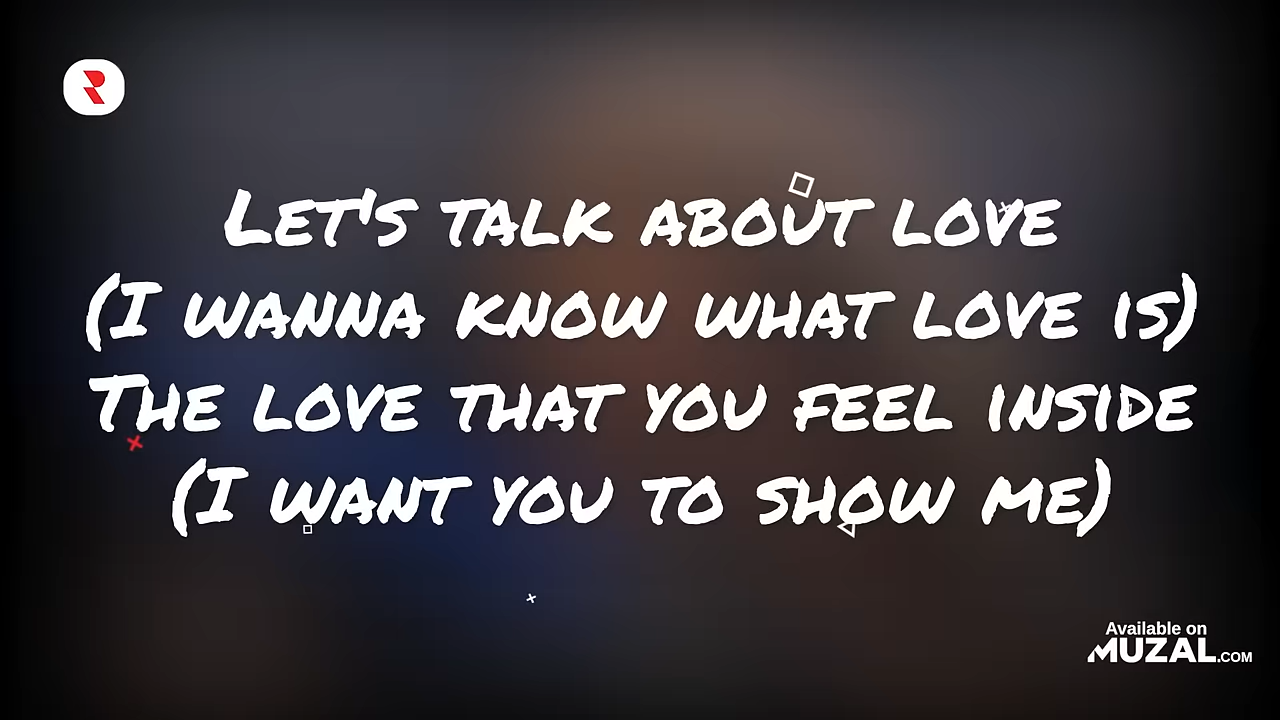 Let's talk about love
(I wanna know what love is)
The love that you feel inside
(I want you to show me)
Available on
MUZAL.COM